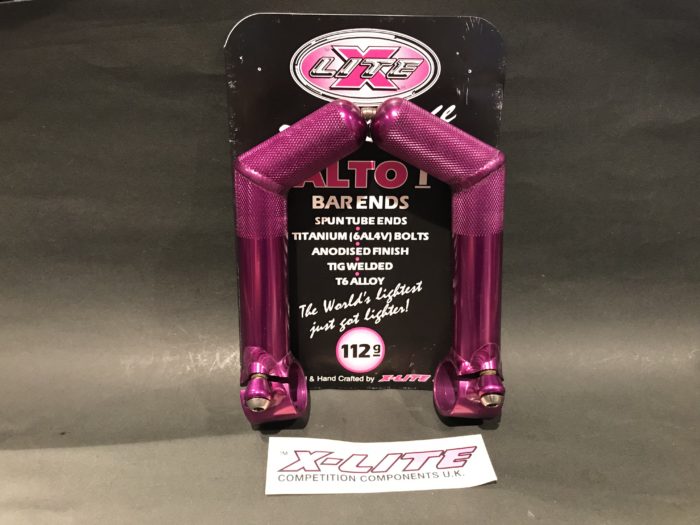 X
LITE
ALTO
BAR ENDS
SPUN TUBE ENDS
TITANIUM (6AL4V) BOLTS
ANODISED FINISH
TIG WELDED
T6 ALLOY
The World's lightest
just got lighter!
112g
& Hand Crafted by X-LITE
TM X-LITE
COMPETITION COMPONENTS U.K.